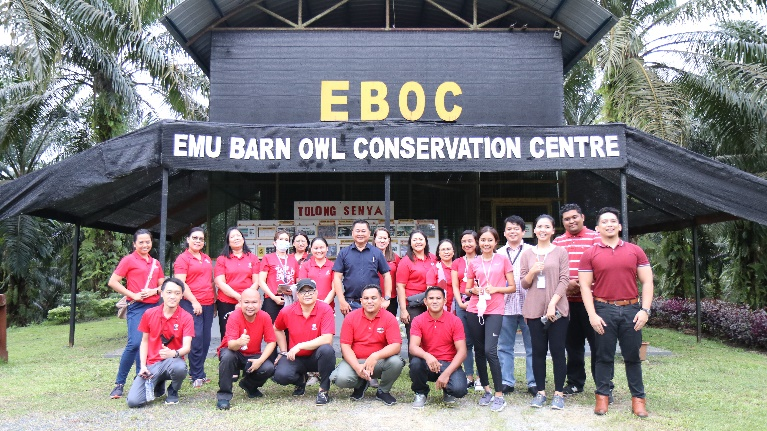 EBOC
EMU BARN OWL CONSERVATION CENTRE
TOLONG SENYA